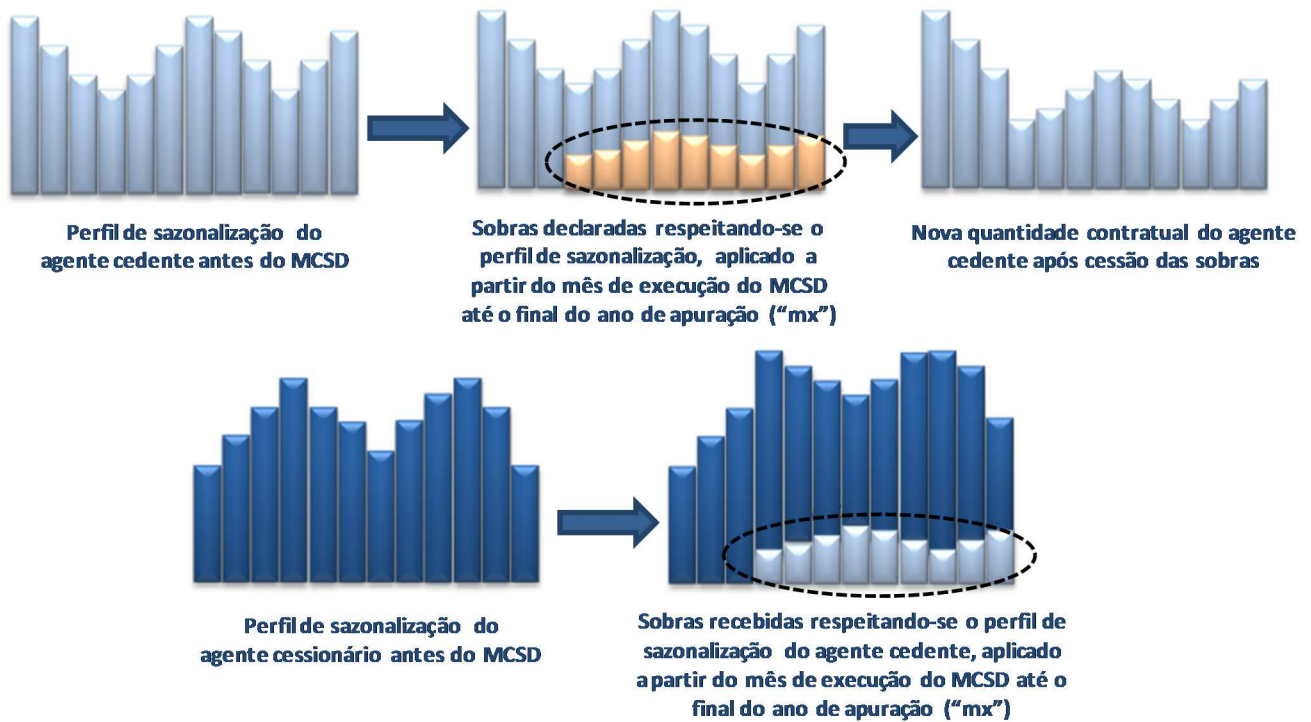 Perfil de sazonalização do
agente cedente antes do MCSD
Sobras declaradas respeitando-se o
perfil de sazonalização, aplicado a
partir do mês de execução do MCSD
até o final do ano de apuração (“mx”)
Nova quantidade contratual do agente
cedente após cessão das sobras
Perfil de sazonalização do
agente cessionário antes do MCSD
Sobras recebidas respeitando-se o perfil de
sazonalização do agente cedente, aplicado
a partir do mês de execução do MCSD até o
final do ano de apuração (“mx”)